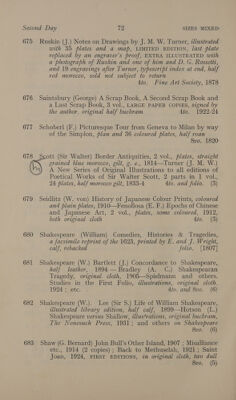 Second Day 72 SIZES MIXED
675 Ruskin (J.) Notes on Drawings by J. M. W. Turner, illustrated
with 35 plates and a map, LIMITED EDITION, last plate
replaced by an engraver's proof, EXTRA ILLUSTRATED with
a photograph of Ruskin and one of him and D. G. Rossetti,
and 19 engravings after Turner, typescript index at end, half
red morocco, sold not subject to return
4to. Fine Art Society, 1878
676 Saintsbury (George) A Scrap Book, A Second Scrap Book and
a Last Scrap Book, 3 vol., LARGE PAPER COPIES, signed by
the author, original half buckram 4to. 1922-24
677 Schobert (F.) Picturesque Tour from Geneva to Milan by way
of the Simplon, plan and 36 coloured plates, half roan
8vo. 1820
678 Scott (Sir Walter) Border Antiquities, 2 vol., plates, straight
grained blue morocco, gilt, g. e., 1814—Turner (J. M. W.)
A New Series of Original Illustrations to all editions of
Poetical Works of Sir Walter Scott, 2 parts in 1 vol.,
24 plates, half morocco gilt, 1833-4 4to. and folio. (3)
679 Seidlitz (W. von) History of Japanese Colour Prints, coloured
and plain plates, 1910—Fenollosa (E. F.) Epochs of Chinese
and Japanese Art, 2 vol., plates, some coloured, 1912,
both original cloth 4to. (3)
680 Shakespeare (William) Comedies, Histories & Tragedies,
a facsimile reprint of the 1623, printed by E. and J. Wright,
calf, rebacked folio. [1807]
681 Shakespeare (W.) Bartlett (J.) Concordance to Shakespeare,
half leather, 1894—Bradley (A. C.) Shakespearean
Tragedy, original cloth, 1905—Spielmann and others.
Studies in the First Folio, illustrations, original cloth.
1924; etc. 4to. and 8vo. (6)
682 Shakespeare (W.) Lee (Sir S.) Life of William Shakespeare,
illustrated library edition, half calf, 1899—Hotson (L.)
Shakespeare versus Shallow, illustrations, original buckram,
The Nonesuch Press, 1931; and others on Shakespeare
8vo. (6)
683 Shaw (G. Bernard) John Bull's Other Island, 1907; Misalliance
etc., 1914 (2 copies); Back to Methuselah, 1921; Saint
Joan, 1924, FIRST EDITIONS, in original cloth, two dull
8vo. (5)